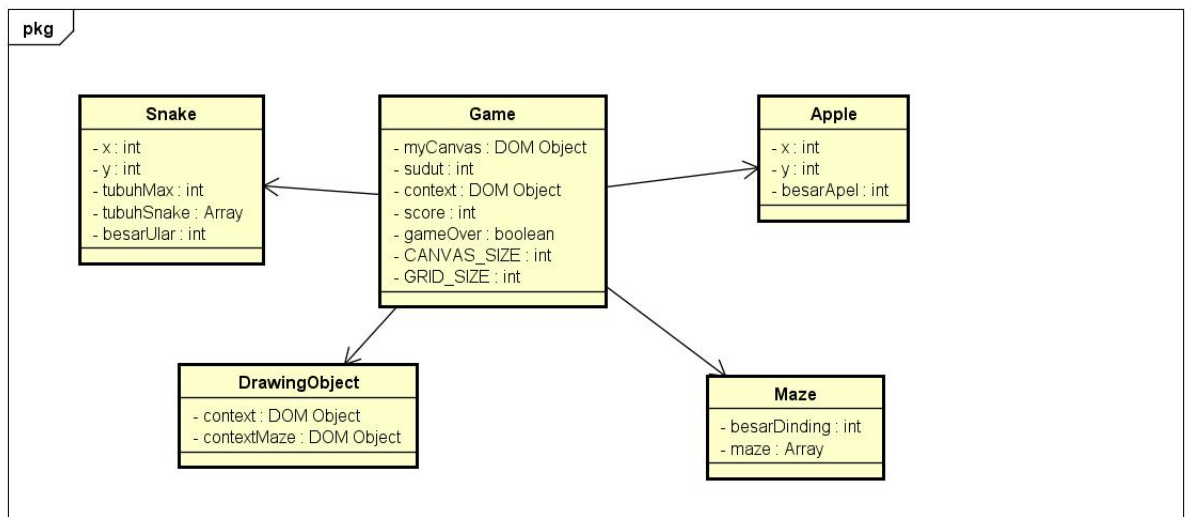 pkg
Snake
- x : int
- y : int
- tubuhMax : int
- tubuhSnake : Array
- besarUlar : int
Game
- myCanvas : DOM Object
- sudut : int
- context : DOM Object
- score : int
- gameOver : boolean
- CANVAS_SIZE : int
- GRID_SIZE : int
Apple
- x : int
- y : int
- besarApel : int
DrawingObject
- context : DOM Object
- contextMaze : DOM Object
Maze
- besarDinding : int
- maze : Array